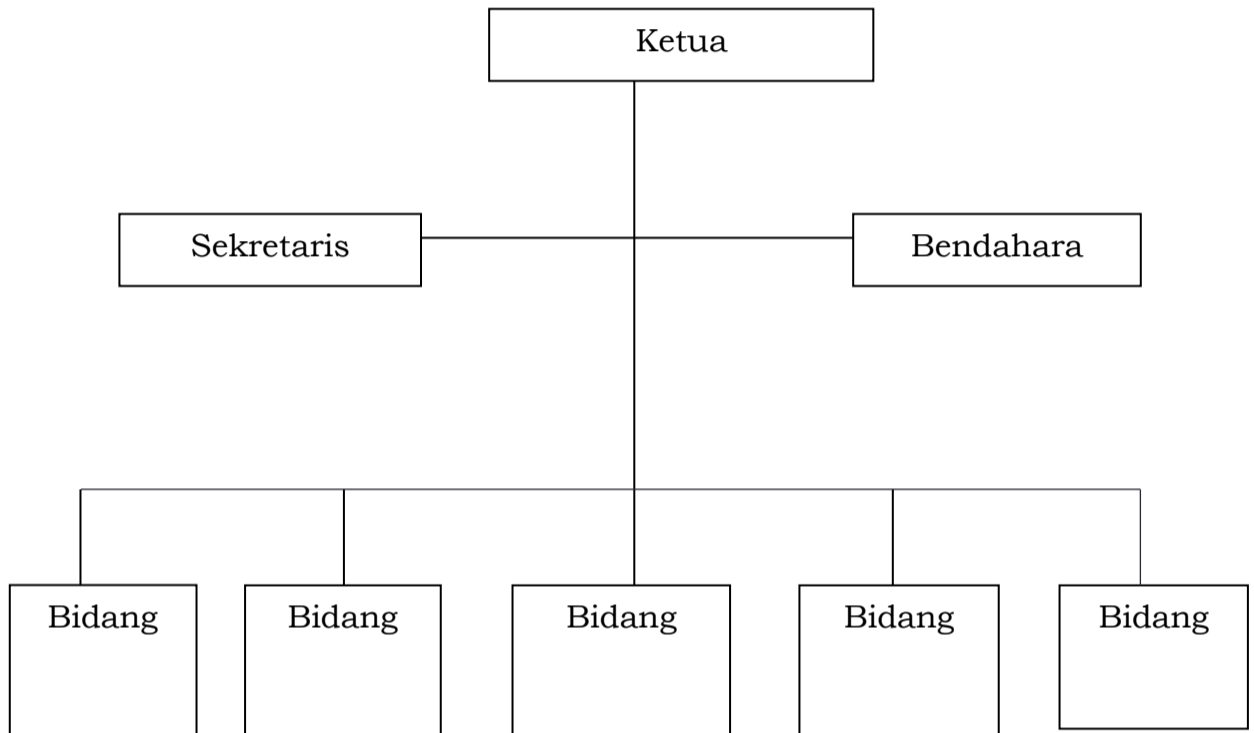 Ketua
Sekretaris
Bendahara
Bidang
Bidang
Bidang
Bidang
Bidang